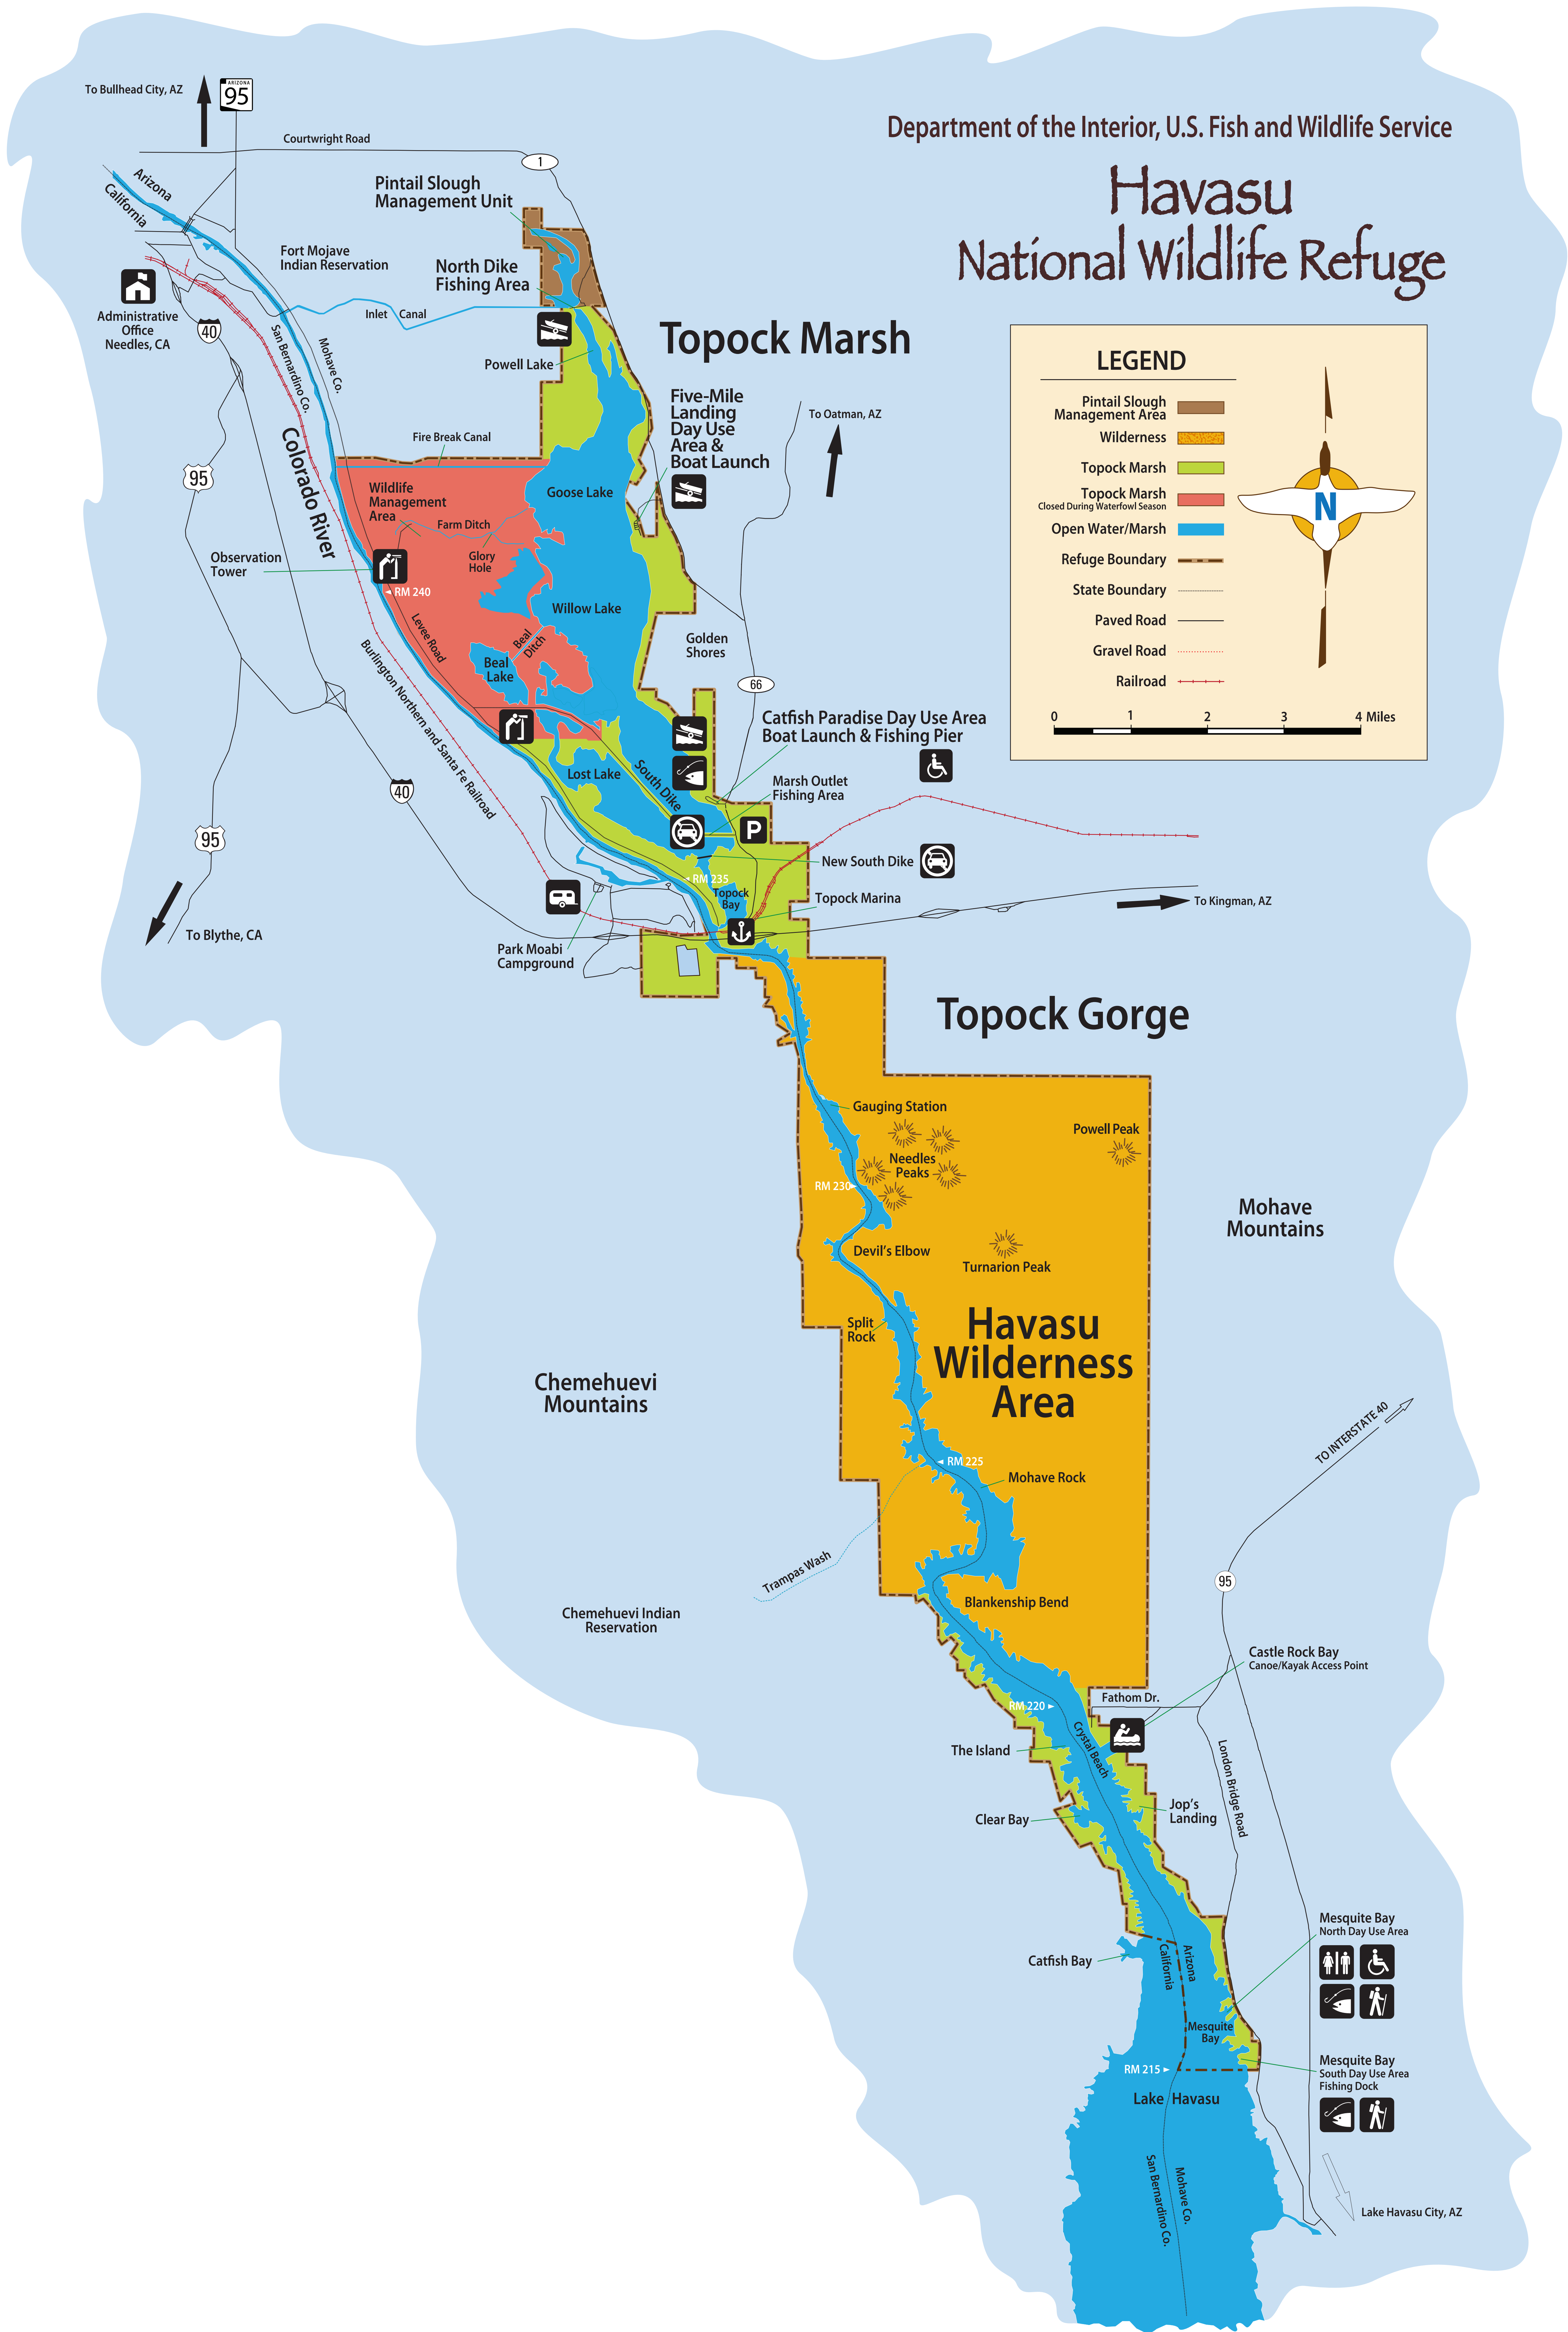 To Bullhead City, AZ
ARIZONA
95
Courtwright Road
1
Department of the Interior, U.S. Fish and Wildlife Service
Havasu
National Wildlife Refuge
Arizona
California
Pintail Slough
Management Unit
Fort Mojave
Indian Reservation
North Dike
Fishing Area
Administrative
Office
Needles, CA
40
Inlet Canal
San Bernardino Co.
Mohave Co.
Topock Marsh
Powell Lake
Five-Mile
Landing
Day Use
Area &
Boat Launch
To Oatman, AZ
LEGEND
Pintail Slough
Management Area
Wilderness
Topock Marsh
Topock Marsh
Closed During Waterfowl Season
Open Water/Marsh
Refuge Boundary
State Boundary
Paved Road
Gravel Road
Railroad
N
0 1 2 3 4 Miles
Fire Break Canal
95
Colorado River
Wildlife
Management
Area
Goose Lake
Farm Ditch
Glory
Hole
Observation
Tower
RM 240
Willow Lake
Levee Road
Beal
Ditch
Golden
Shores
Beal
Lake
Burlington Northern and Santa Fe Railroad
66
Catfish Paradise Day Use Area
Boat Launch & Fishing Pier
Lost Lake
South Dike
Marsh Outlet
Fishing Area
40
95
P
New South Dike
RM 235
Topock
Bay
Topock Marina
To Kingman, AZ
To Blythe, CA
Park Moabi
Campground
Topock Gorge
Gauging Station
Powell Peak
Needles
Peaks
RM 230
Mohave
Mountains
Devil's Elbow
Turnarion Peak
Split
Rock
Havasu
Wilderness
Area
Chemehuevi
Mountains
TO INTERSTATE 40
RM 225
Mohave Rock
Trampas Wash
95
Blankenship Bend
Chemehuevi Indian
Reservation
Castle Rock Bay
Canoe/Kayak Access Point
Fathom Dr.
RM 220
Crystal Beach
The Island
London Bridge Road
Jop's
Landing
Clear Bay
Mesquite Bay
North Day Use Area
Catfish Bay
California
Arizona
Mesquite
Bay
Mesquite Bay
South Day Use Area
Fishing Dock
RM 215
Lake Havasu
San Bernardino Co.
Mohave Co.
Lake Havasu City, AZ